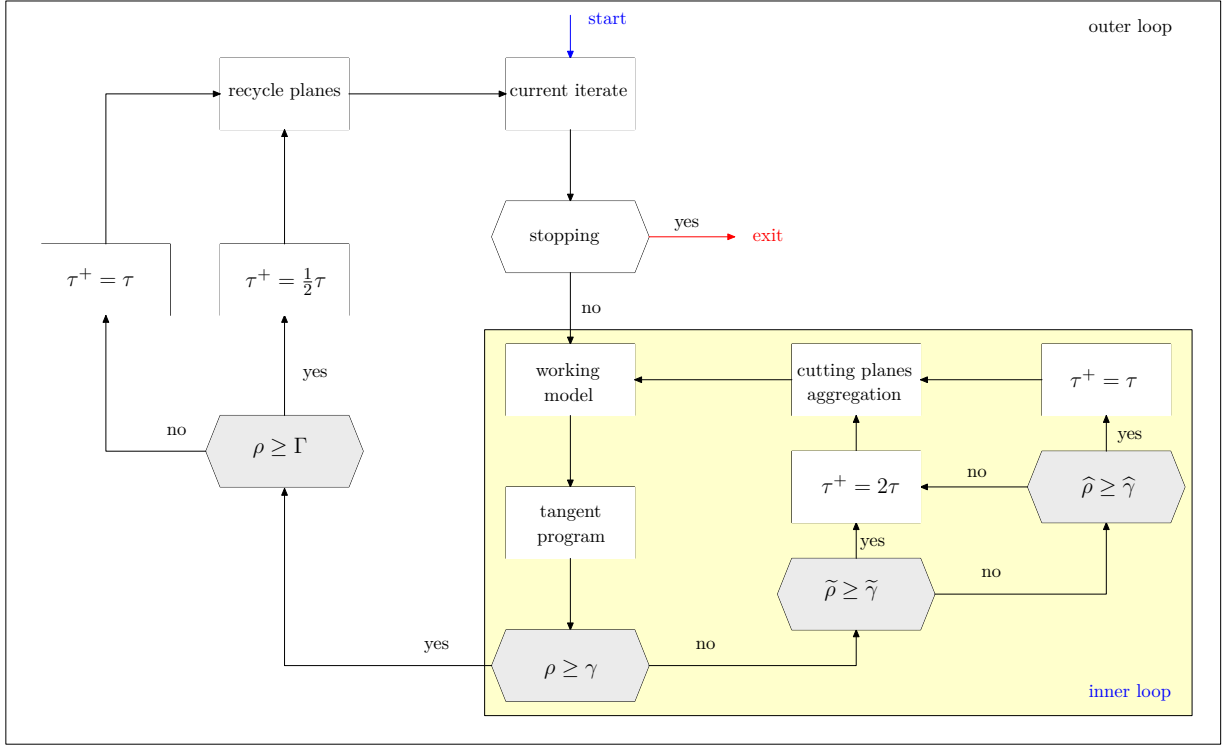 start
outer loop
recycle planes
current iterate
stopping
yes
exit
τ⁺ = τ
τ⁺ = ½τ
no
working
model
cutting planes
aggregation
τ⁺ = τ
yes
no
yes
ρ ≥ Γ
no
τ⁺ = 2τ
ρ̂ ≥ γ̂
tangent
program
yes
no
ρ̃ ≥ γ̃
yes
no
ρ ≥ γ
inner loop